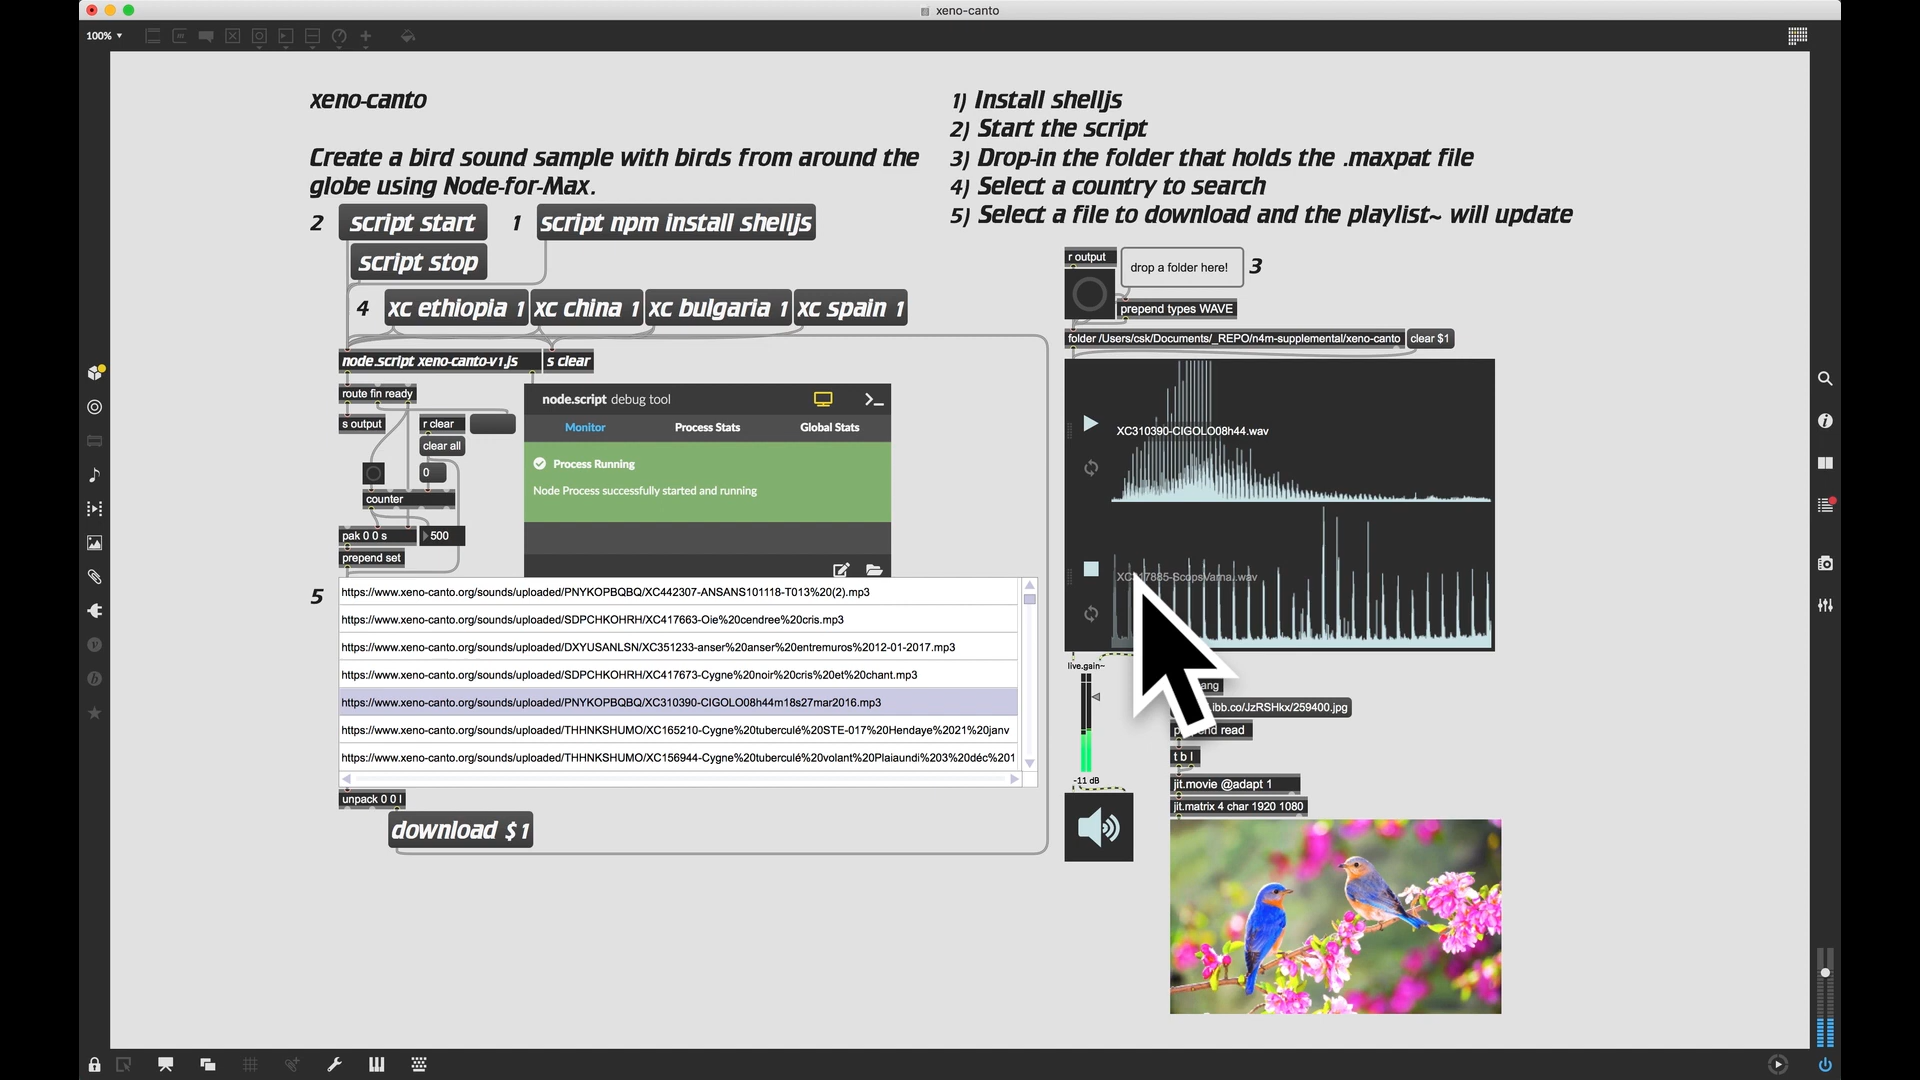 xeno-canto
100%
xeno-canto
Create a bird sound sample with birds from around the
globe using Node-for-Max.
1) Install shelljs
2) Start the script
3) Drop-in the folder that holds the .maxpat file
4) Select a country to search
5) Select a file to download and the playlist~ will update
2 script start
1 script npm install shelljs
script stop
4 xc ethiopia 1 xc china 1 xc bulgaria 1 xc spain 1
node.script xeno-canto-v1.js s clear
route fin ready
s output
r clear
clear all
0
counter
pak 0 0 s
500
prepend set
node.script debug tool
Monitor Process Stats Global Stats
Process Running
Node Process successfully started and running
5
https://www.xeno-canto.org/sounds/uploaded/PNYKOPBQBQ/XC442307-ANSANS101118-T013%20(2).mp3
https://www.xeno-canto.org/sounds/uploaded/SDPCHKOHRH/XC417663-Oie%20cendree%20cris.mp3
https://www.xeno-canto.org/sounds/uploaded/DXYUSANLSN/XC351233-anser%20anser%20entremuros%2012-01-2017.mp3
https://www.xeno-canto.org/sounds/uploaded/SDPCHKOHRH/XC417673-Cygne%20noir%20cris%20et%20chant.mp3
https://www.xeno-canto.org/sounds/uploaded/PNYKOPBQBQ/XC310390-CIGOLO08h44m18s27mar2016.mp3
https://www.xeno-canto.org/sounds/uploaded/THHNKSHUMO/XC165210-Cygne%20tuberculé%20STE-017%20Hendaye%2021%20janv
https://www.xeno-canto.org/sounds/uploaded/THHNKSHUMO/XC156944-Cygne%20tuberculé%20volant%20Plaiaundi%203%20déc%201
unpack 0 0 l
download $1
r output
drop a folder here! 3
prepend types WAVE
folder /Users/csk/Documents/_REPO/n4m-supplemental/xeno-canto clear $1
XC310390-CIGOLO08h44.wav
live.gain~
-11 dB
ang
ibb.co/JzRSHkx/259400.jpg
read
t b l
jit.movie @adapt 1
jit.matrix 4 char 1920 1080